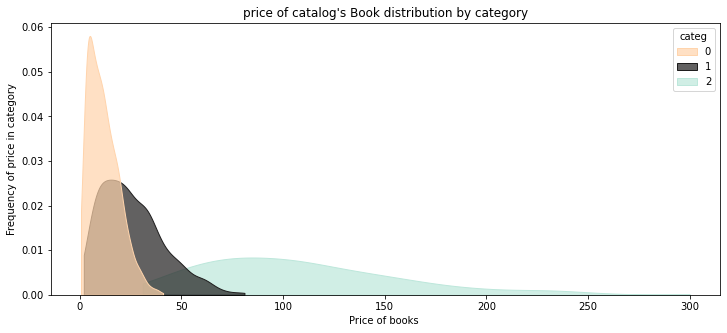 price of catalog's Book distribution by category
categ
0
1
2
Frequency of price in category
0.06
0.05
0.04
0.03
0.02
0.01
0.00
0 50 100 150 200 250 300
Price of books